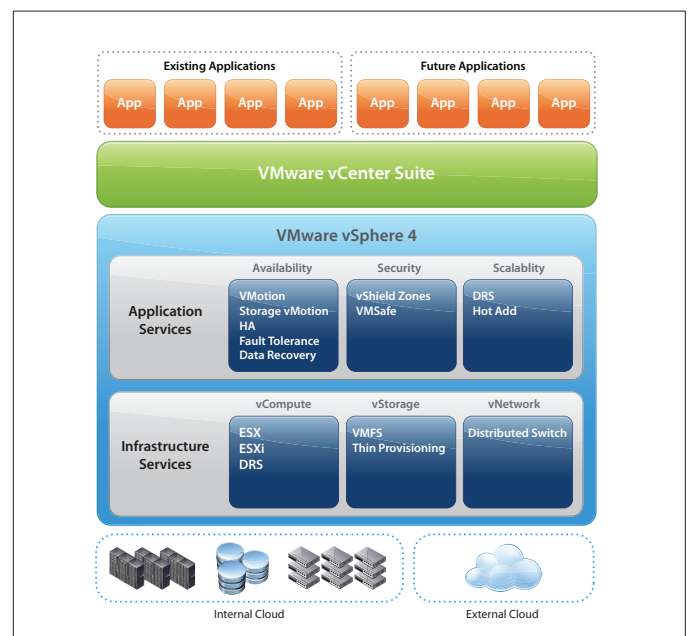 Existing Applications
Future Applications
App
App
App
App
App
App
App
App
VMware vCenter Suite
VMware vSphere 4
Availability
Security
Scalablity
Application
Services
VMotion
Storage vMotion
HA
Fault Tolerance
Data Recovery
vShield Zones
VMSafe
DRS
Hot Add
vCompute
vStorage
vNetwork
Infrastructure
Services
ESX
ESXi
DRS
VMFS
Thin Provisioning
Distributed Switch
Internal Cloud
External Cloud